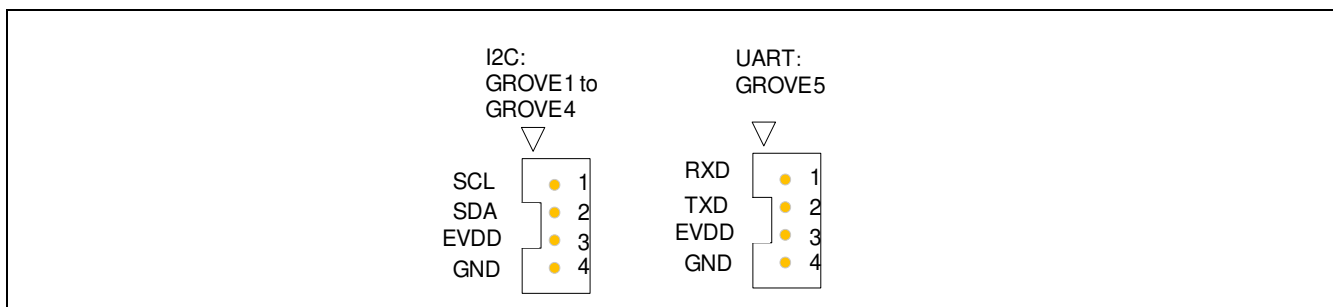 I2C:
GROVE1 to
GROVE4
SCL 1
SDA 2
EVDD 3
GND 4
UART:
GROVE5
RXD 1
TXD 2
EVDD 3
GND 4